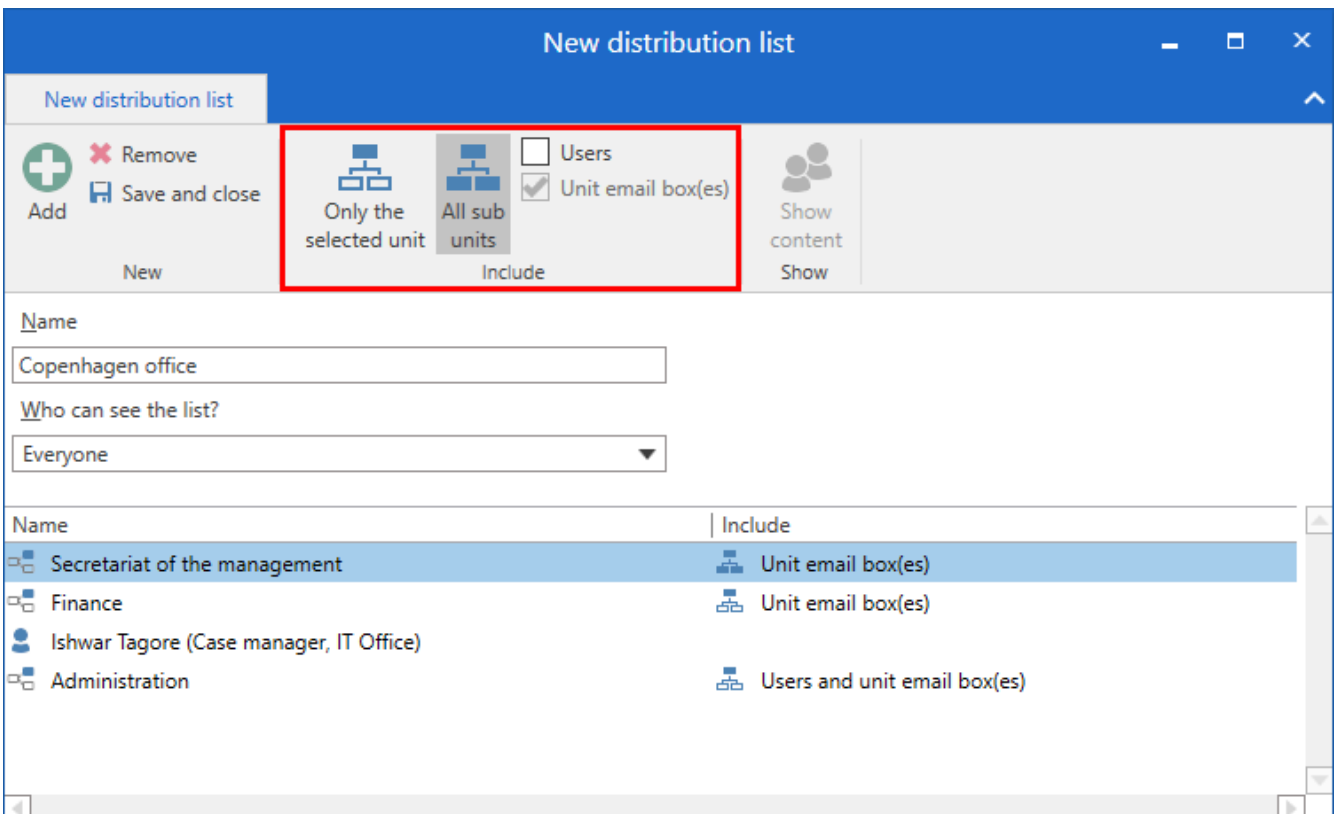 New distribution list
New distribution list
Add
Remove
Save and close
New
Only the
selected unit
All sub
units
Users
Unit email box(es)
Include
Show
content
Show
Name
Copenhagen office
Who can see the list?
Everyone
Name Include
Secretariat of the management Unit email box(es)
Finance Unit email box(es)
Ishwar Tagore (Case manager, IT Office)
Administration Users and unit email box(es)